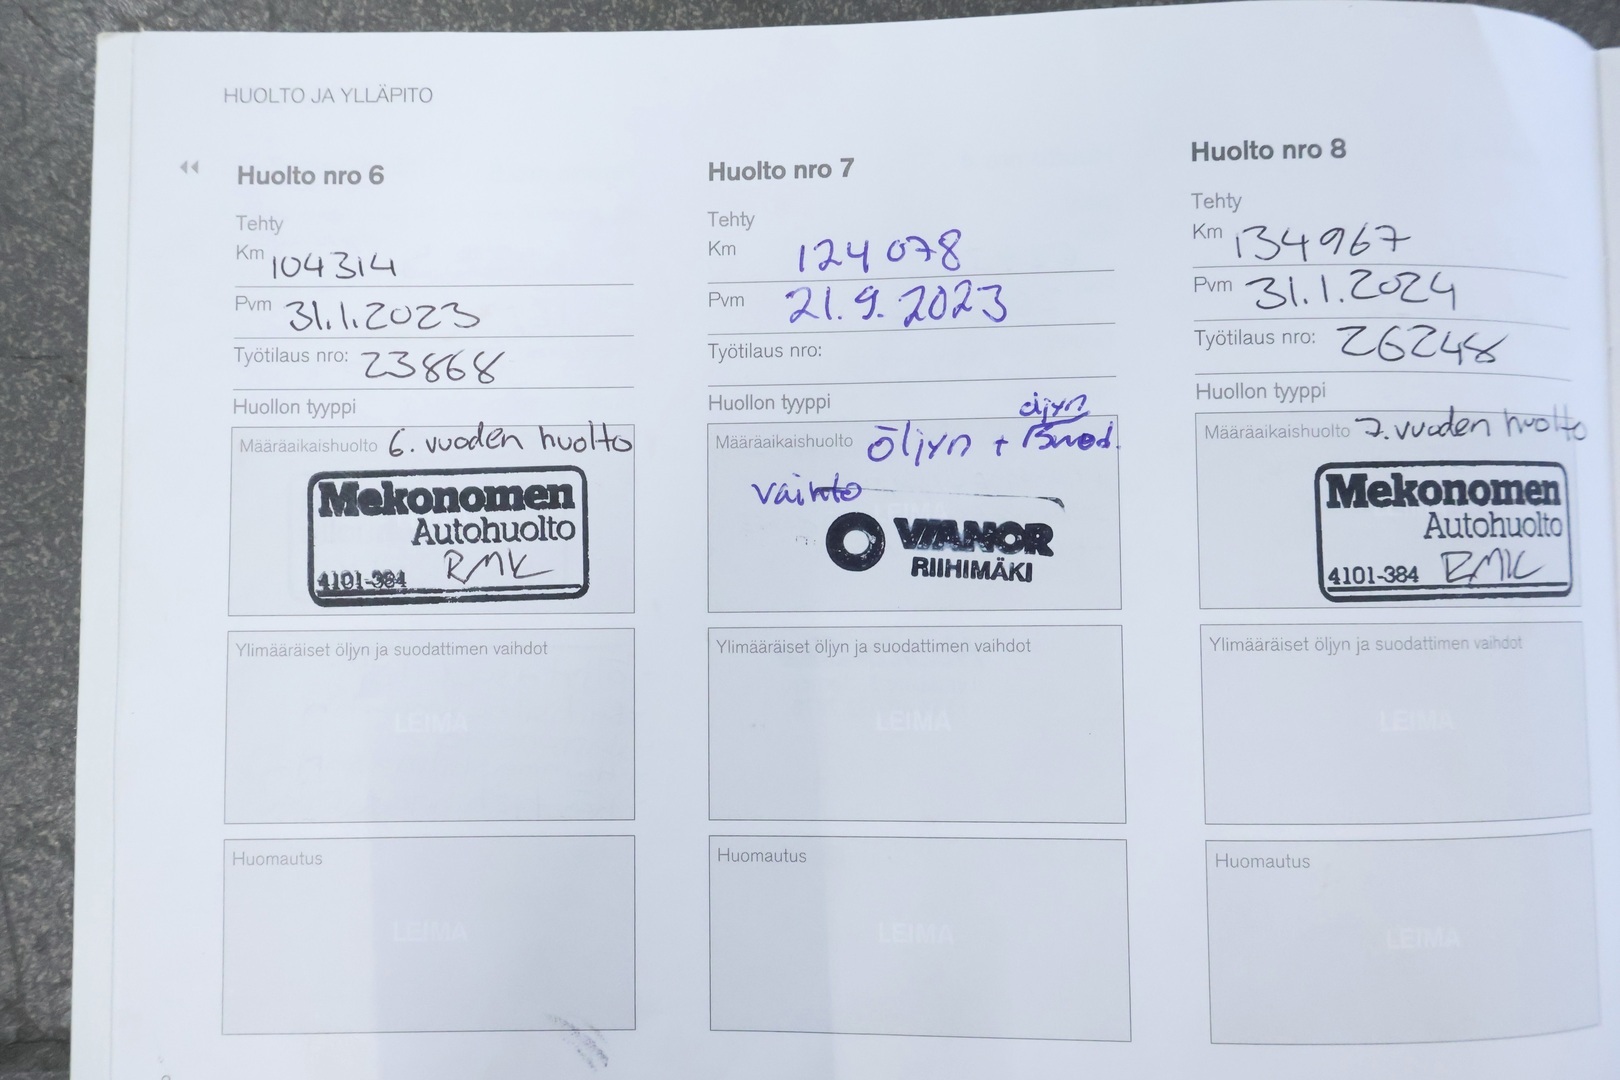 HUOLTO JA YLLÄPITO
Huolto nro 6
Tehty
Km 104314
Pvm 31.1.2023
Työtilaus nro: 23868
Huollon tyyppi
Määräaikaishuolto 6. vuoden huolto
Mekonomen
Autohuolto
4101-384 RMK
Ylimääräiset öljyn ja suodattimen vaihdot
LEIMA
Huomautus
LEIMA
Huolto nro 7
Tehty
Km 124 078
Pvm 21.9.2023
Työtilaus nro:
Huollon tyyppi
öljyn
Määräaikaishuolto öljyn +
vaihto
VIANOR
RIIHIMÄKI
Ylimääräiset öljyn ja suodattimen vaihdot
LEIMA
Huomautus
LEIMA
Huolto nro 8
Tehty
Km 134967
Pvm 31.1.2024
Työtilaus nro: 26248
Huollon tyyppi
Määräaikaishuolto 7. vuoden huolto
Mekonomen
Autohuolto
4101-384 RMK
Ylimääräiset öljyn ja suodattimen vaihdot
LEIMA
Huomautus
LEIMA